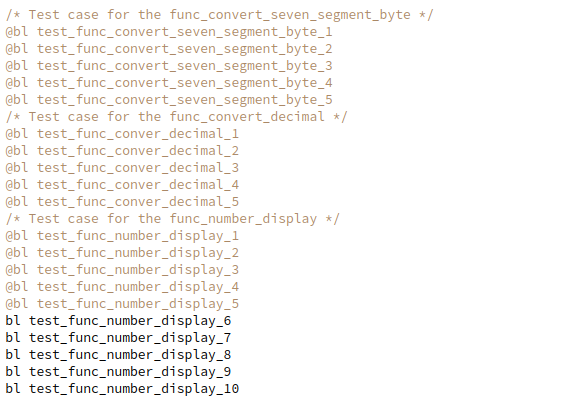 /* Test case for the func_convert_seven_segment_byte */
@bl test_func_convert_seven_segment_byte_1
@bl test_func_convert_seven_segment_byte_2
@bl test_func_convert_seven_segment_byte_3
@bl test_func_convert_seven_segment_byte_4
@bl test_func_convert_seven_segment_byte_5
/* Test case for the func_convert_decimal */
@bl test_func_conver_decimal_1
@bl test_func_conver_decimal_2
@bl test_func_conver_decimal_3
@bl test_func_conver_decimal_4
@bl test_func_conver_decimal_5
/* Test case for the func_number_display */
@bl test_func_number_display_1
@bl test_func_number_display_2
@bl test_func_number_display_3
@bl test_func_number_display_4
@bl test_func_number_display_5
bl test_func_number_display_6
bl test_func_number_display_7
bl test_func_number_display_8
bl test_func_number_display_9
bl test_func_number_display_10